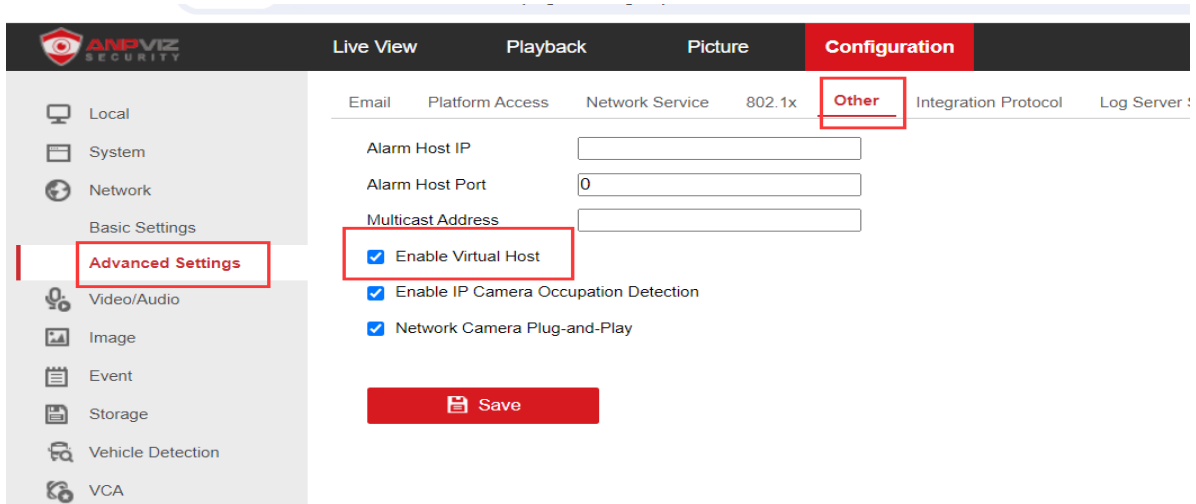 ANPVIZ
SECURITY
Live View Playback Picture Configuration
Email Platform Access Network Service 802.1x Other Integration Protocol Log Server
Local
System
Network
Basic Settings
Advanced Settings
Video/Audio
Image
Event
Storage
Vehicle Detection
VCA
Alarm Host IP
Alarm Host Port 0
Multicast Address
Enable Virtual Host
Enable IP Camera Occupation Detection
Network Camera Plug-and-Play
Save